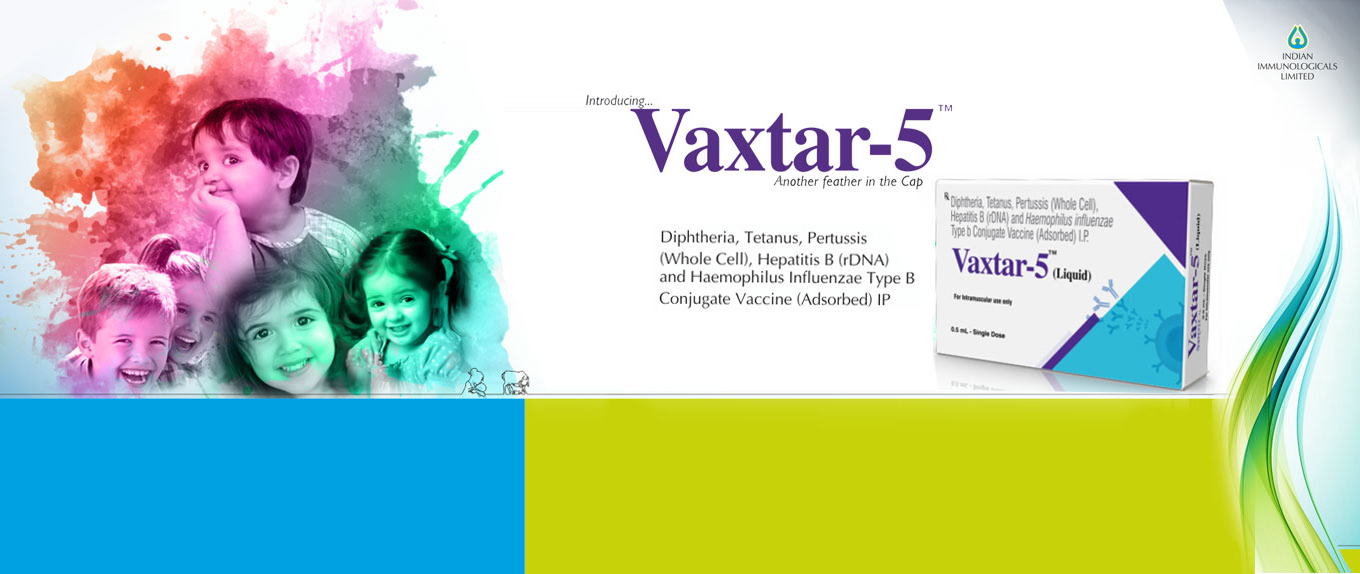 INDIAN
IMMUNOLOGICALS
LIMITED
Introducing...
Vaxtar-5™
Another feather in the Cap
Diphtheria, Tetanus, Pertussis
(Whole Cell), Hepatitis B (rDNA)
and Haemophilus Influenzae Type B
Conjugate Vaccine (Adsorbed) IP
℞ Diphtheria, Tetanus, Pertussis (Whole Cell),
Hepatitis B (rDNA) and Haemophilus influenzae
Type b Conjugate Vaccine (Adsorbed) I.P.
Vaxtar-5™ (Liquid)
For Intramuscular use only
0.5 mL - Single Dose
Vaxtar-5™ (Liquid)